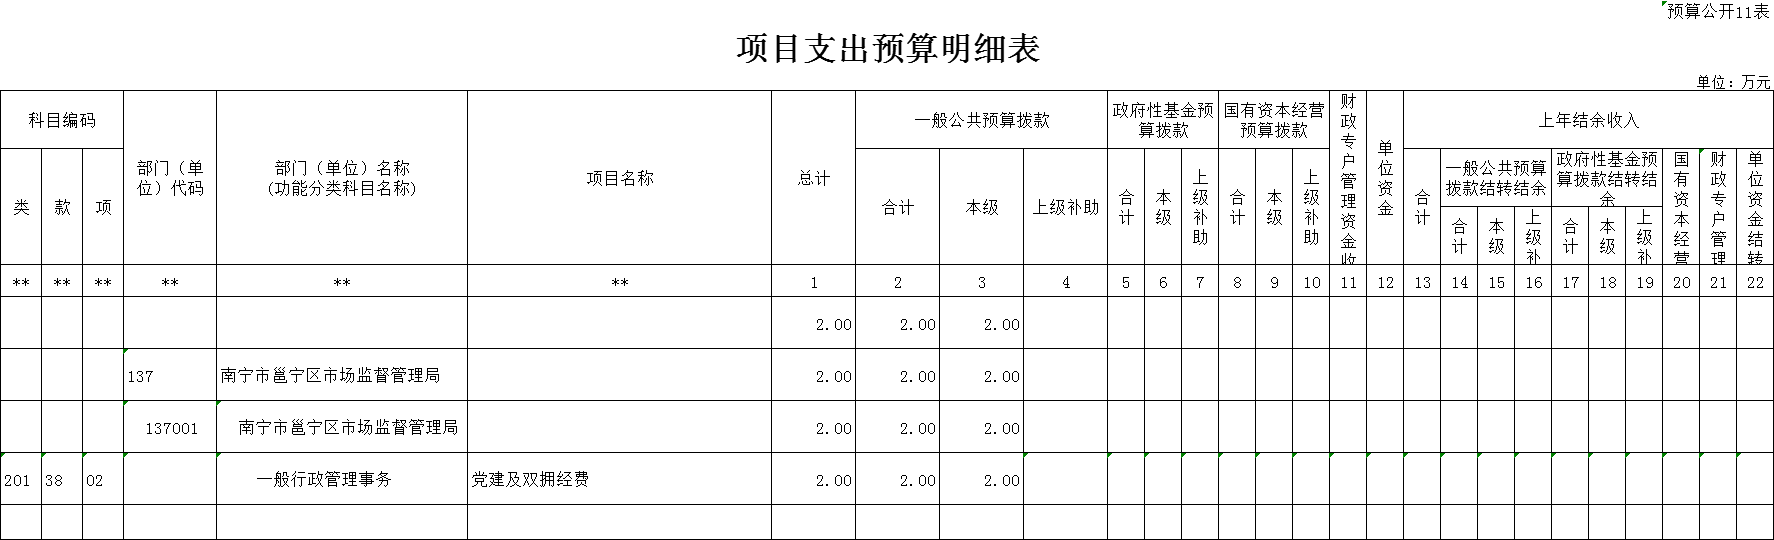 预算公开11表
项目支出预算明细表
单位：万元
科目编码
部门（单位）代码
部门（单位）名称
(功能分类科目名称)
项目名称
总计
一般公共预算拨款
政府性基金预算拨款
国有资本经营预算拨款
财政专户管理资金收
单位资金
上年结余收入
类 款 项
合计 本级 上级补助
合计 本级 上级补助
合计 本级 上级补助
合计
一般公共预算拨款结转结余
政府性基金预算拨款结转结余
国有资本经营
财政专户管理
单位资金结转
合计 本级 上级补
合计 本级 上级补
** ** ** ** ** ** 1 2 3 4 5 6 7 8 9 10 11 12 13 14 15 16 17 18 19 20 21 22
2.00 2.00 2.00
137 南宁市邕宁区市场监督管理局 2.00 2.00 2.00
137001 南宁市邕宁区市场监督管理局 2.00 2.00 2.00
201 38 02 一般行政管理事务 党建及双拥经费 2.00 2.00 2.00